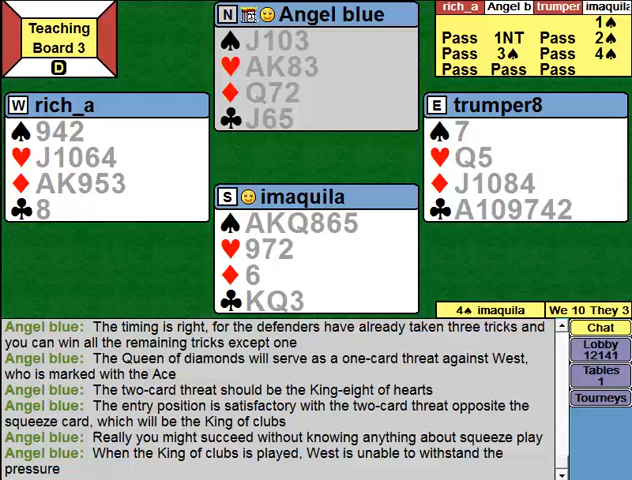 Teaching
Board 3
D
N Angel blue
♠J103
♥AK83
♦Q72
♣J65
rich_a Angel b trumper imaquila
1♠
Pass 1NT Pass 2♠
Pass 3♠ Pass 4♠
Pass Pass Pass
W rich_a
♠942
♥J1064
♦AK953
♣8
E trumper8
♠7
♥Q5
♦J1084
♣A109742
S imaquila
♠AKQ865
♥972
♦6
♣KQ3
4♠ imaquila
We 10 They 3
Angel blue: The timing is right, for the defenders have already taken three tricks and
you can win all the remaining tricks except one
Angel blue: The Queen of diamonds will serve as a one-card threat against West,
who is marked with the Ace
Angel blue: The two-card threat should be the King-eight of hearts
Angel blue: The entry position is satisfactory with the two-card threat opposite the
squeeze card, which will be the King of clubs
Angel blue: Really you might succeed without knowing anything about squeeze play
Angel blue: When the King of clubs is played, West is unable to withstand the
pressure
Chat
Lobby
12141
Tables
1
Tourneys